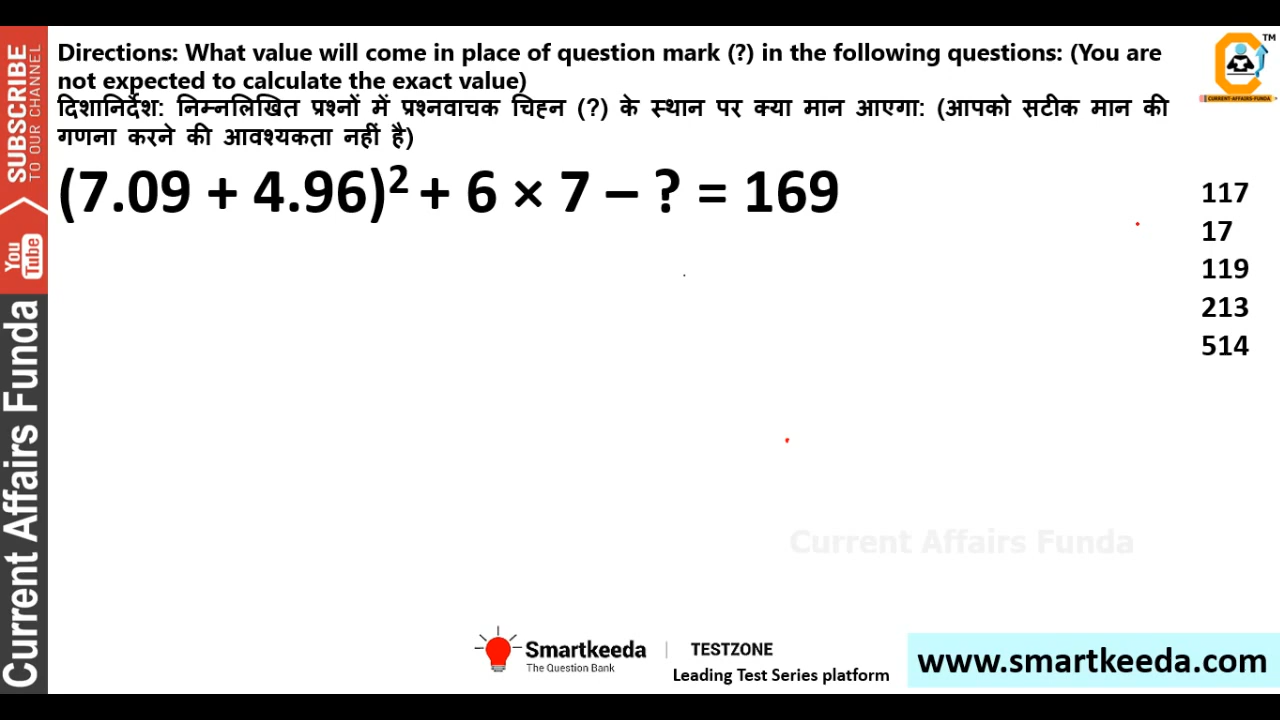 Directions: What value will come in place of question mark (?) in the following questions: (You are
not expected to calculate the exact value)
दिशानिर्देश: निम्नलिखित प्रश्नों में प्रश्नवाचक चिह्न (?) के स्थान पर क्या मान आएगा: (आपको सटीक मान की
गणना करने की आवश्यकता नहीं है)
(7.09 + 4.96)² + 6 × 7 – ? = 169
117
17
119
213
514
SUBSCRIBE
TO OUR CHANNEL
You
Tube
Current Affairs Funda
TM
CURRENT-AFFAIRS-FUNDA
Current Affairs Funda
Smartkeeda
The Question Bank
TESTZONE
Leading Test Series platform
www.smartkeeda.com